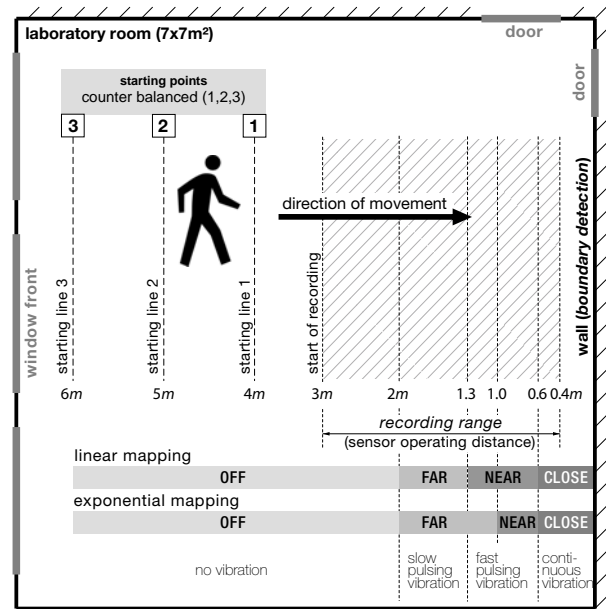 laboratory room (7x7m²)
door
door
starting points
counter balanced (1,2,3)
3
2
1
direction of movement
window front
starting line 3
starting line 2
starting line 1
start of recording
wall (boundary detection)
6m
5m
4m
3m
2m
1.3
1.0
0.6
0.4m
recording range
(sensor operating distance)
linear mapping
OFF
FAR
NEAR
CLOSE
exponential mapping
OFF
FAR
NEAR
CLOSE
no vibration
slow
pulsing
vibration
fast
pulsing
vibration
conti-
nuous
vibration